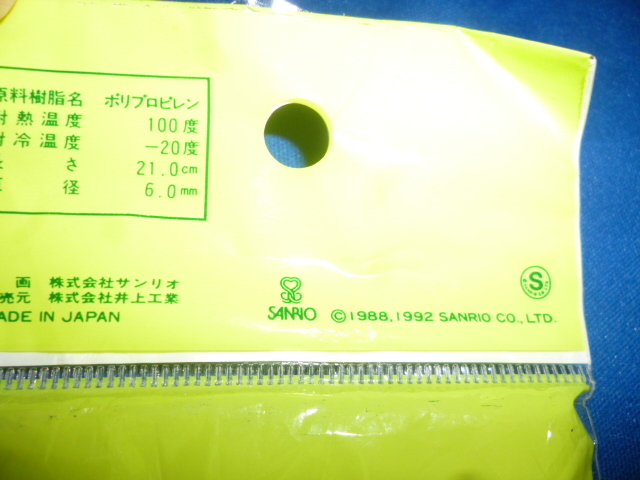 原料樹脂名 ポリプロピレン
耐熱温度 100度
耐冷温度 -20度
さ 21.0cm
径 6.0mm
画 株式会社サンリオ
売元 株式会社井上工業
MADE IN JAPAN
SANRIO © 1988, 1992 SANRIO CO., LTD.
S